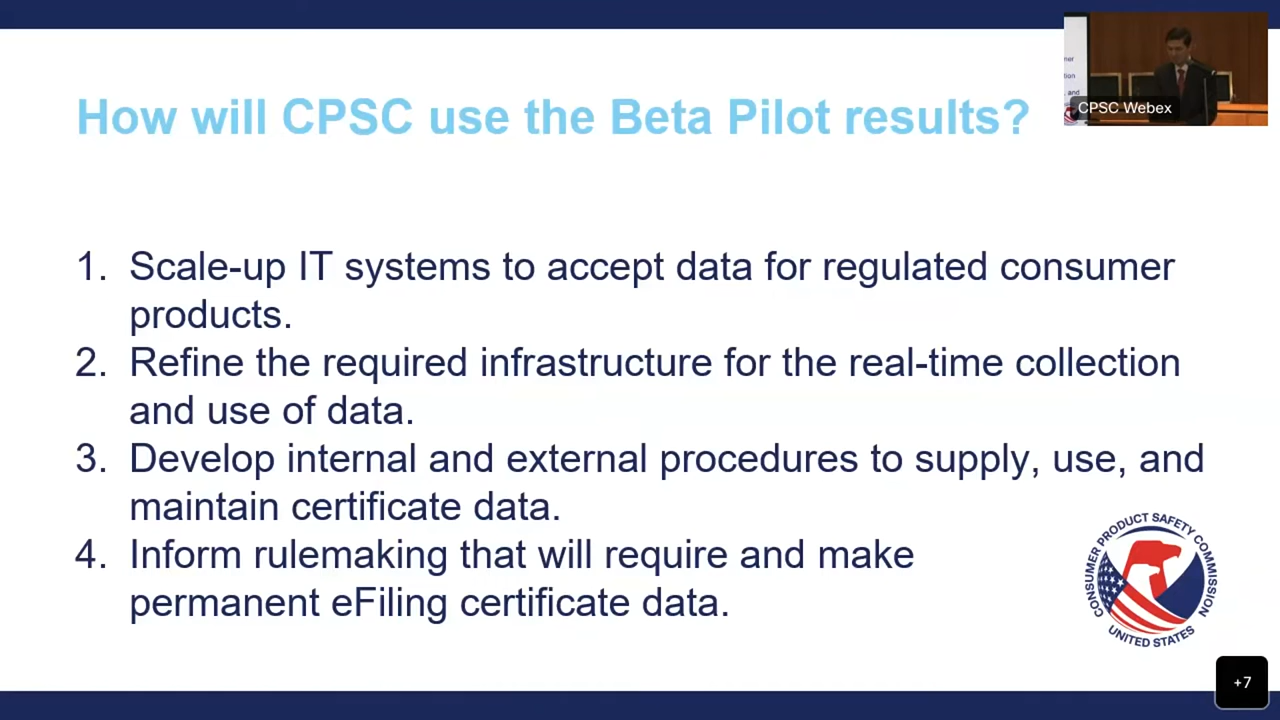 How will CPSC use the Beta Pilot results?
CPSC Webex
1. Scale-up IT systems to accept data for regulated consumer
products.
2. Refine the required infrastructure for the real-time collection
and use of data.
3. Develop internal and external procedures to supply, use, and
maintain certificate data.
4. Inform rulemaking that will require and make
permanent eFiling certificate data.
CONSUMER PRODUCT SAFETY COMMISSION
UNITED STATES
+7